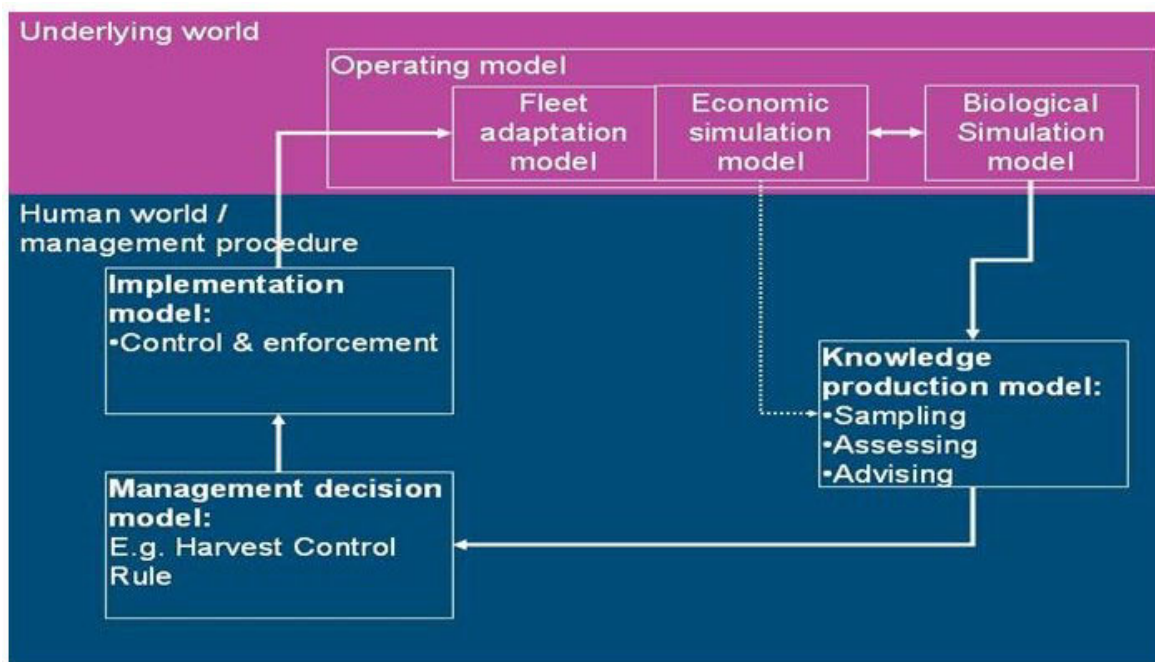 Underlying world
Operating model
Fleet
adaptation
model
Economic
simulation
model
Biological
Simulation
model
Human world /
management procedure
Implementation
model:
•Control & enforcement
Knowledge
production model:
•Sampling
•Assessing
•Advising
Management decision
model:
E.g. Harvest Control
Rule